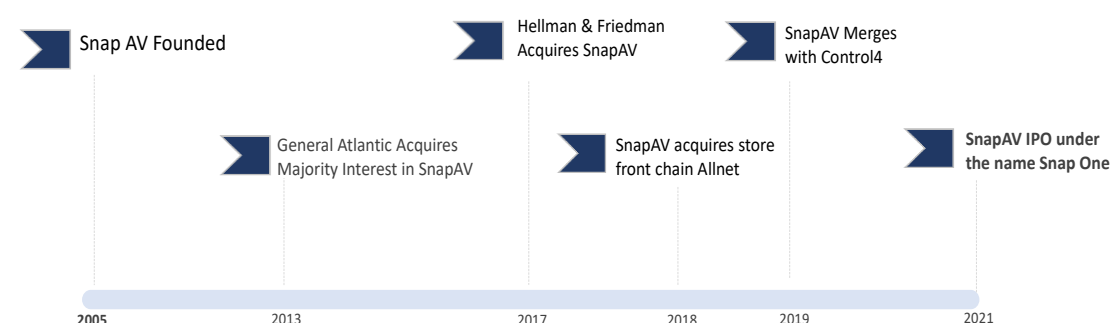 Snap AV Founded
Hellman & Friedman
Acquires SnapAV
SnapAV Merges
with Control4
General Atlantic Acquires
Majority Interest in SnapAV
SnapAV acquires store
front chain Allnet
SnapAV IPO under
the name Snap One
2005
2013
2017
2018
2019
2021